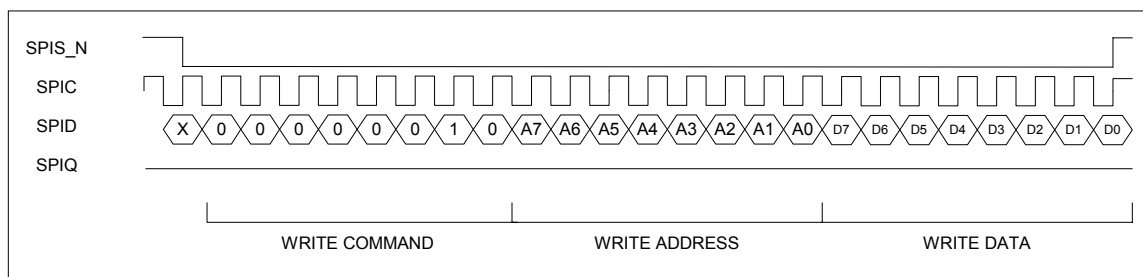 SPIS_N
SPIC
SPID X 0 0 0 0 0 0 1 0 A7 A6 A5 A4 A3 A2 A1 A0 D7 D6 D5 D4 D3 D2 D1 D0
SPIQ
WRITE COMMAND WRITE ADDRESS WRITE DATA